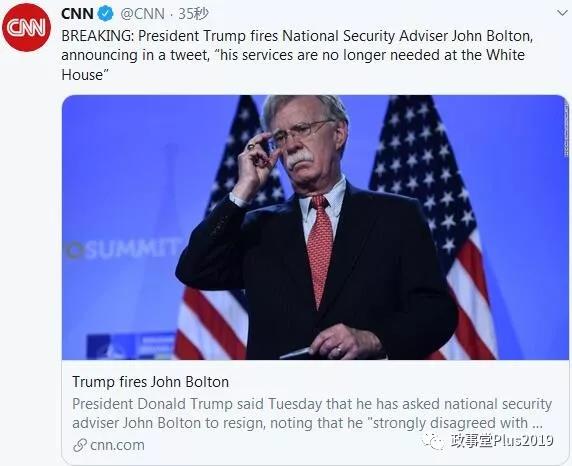 CNN @CNN · 35秒
BREAKING: President Trump fires National Security Adviser John Bolton,
announcing in a tweet, “his services are no longer needed at the White
House”
CNN
OSUMMIT
Trump fires John Bolton
President Donald Trump said Tuesday that he has asked national security
adviser John Bolton to resign, noting that he "strongly disagreed with ...
cnn.com
政事堂Plus2019